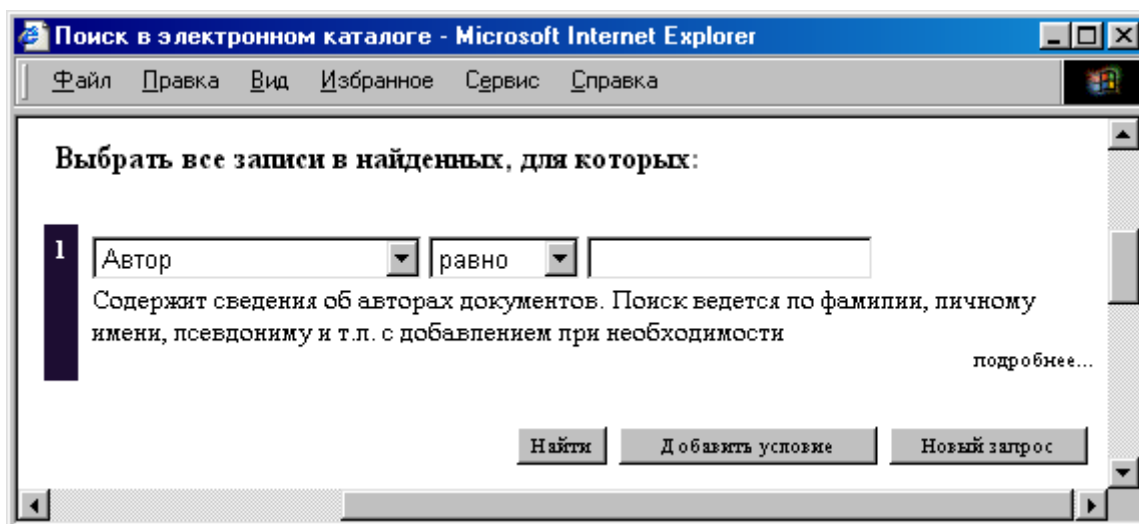 Поиск в электронном каталоге - Microsoft Internet Explorer
Файл Правка Вид Избранное Сервис Справка
Выбрать все записи в найденных, для которых:
1 Автор равно
Содержит сведения об авторах документов. Поиск ведется по фамилии, личному
имени, псевдониму и т.п. с добавлением при необходимости
подробнее...
Найти Добавить условие Новый запрос